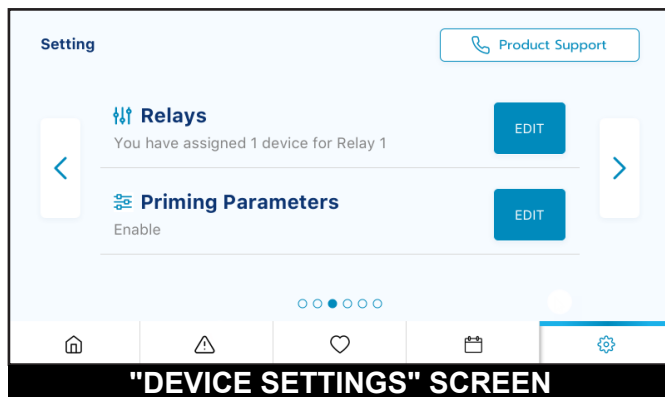 Setting
Product Support
Relays
You have assigned 1 device for Relay 1
EDIT
Priming Parameters
Enable
EDIT
"DEVICE SETTINGS" SCREEN